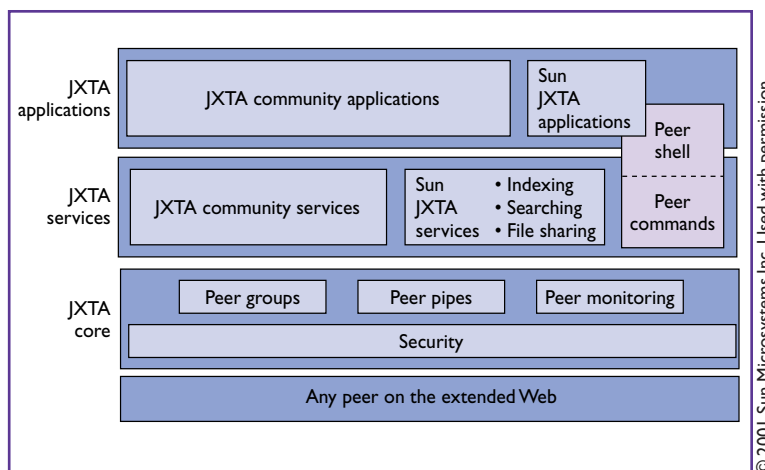 JXTA
applications
JXTA community applications
Sun
JXTA
applications
Peer
shell
JXTA
services
JXTA community services
Sun
JXTA
services
• Indexing
• Searching
• File sharing
Peer
commands
JXTA
core
Peer groups
Peer pipes
Peer monitoring
Security
Any peer on the extended Web
© 2001 Sun Microsystems Inc. Used with permission